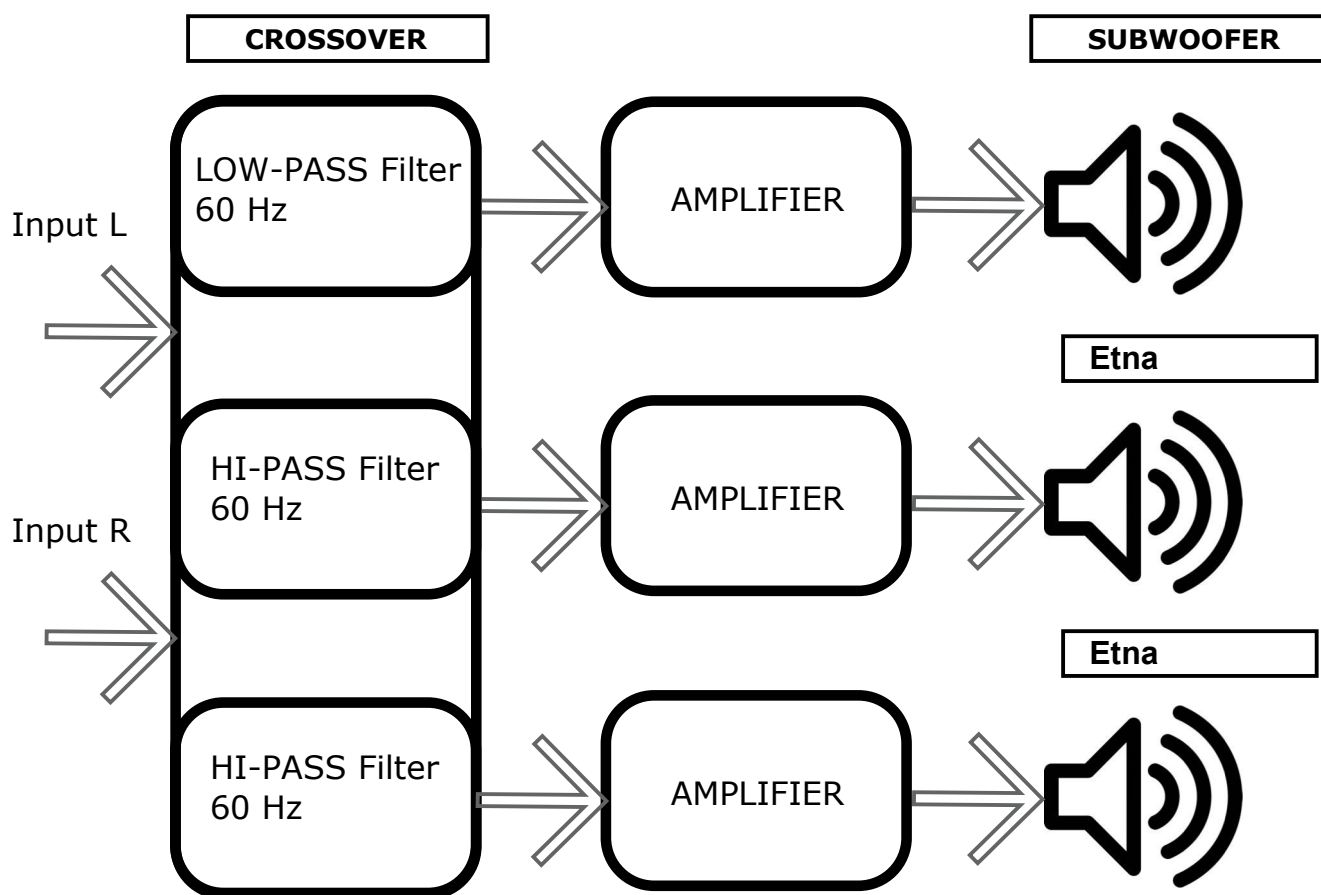 CROSSOVER
SUBWOOFER
LOW-PASS Filter
60 Hz
AMPLIFIER
Input L
Etna
HI-PASS Filter
60 Hz
AMPLIFIER
Input R
Etna
HI-PASS Filter
60 Hz
AMPLIFIER